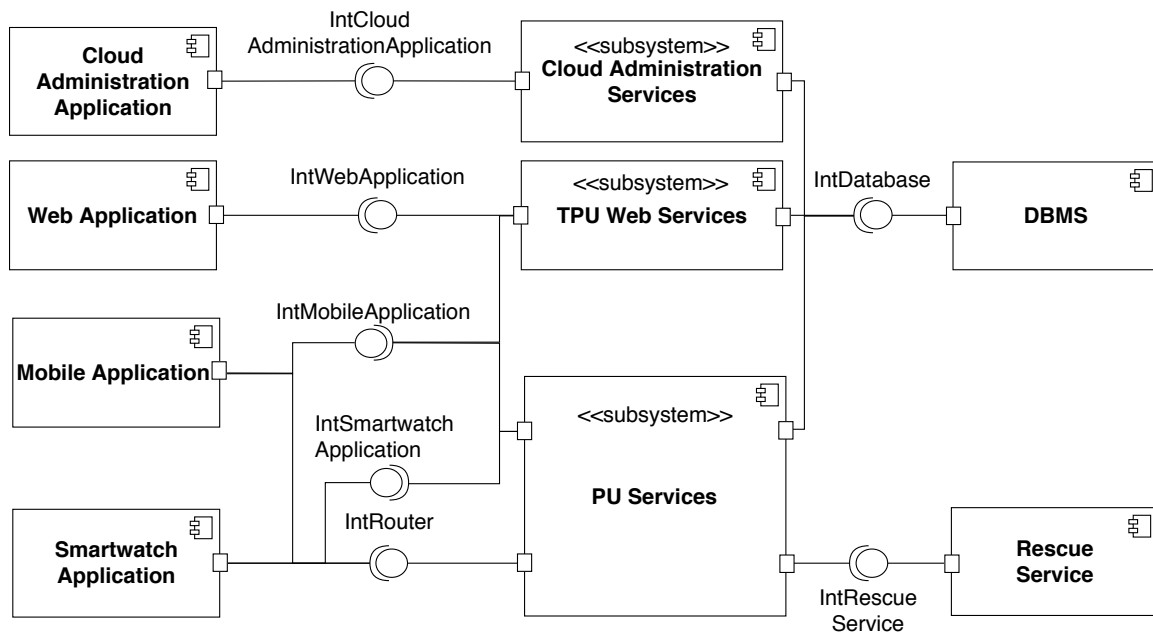 IntCloud
AdministrationApplication
Cloud
Administration
Application
<<subsystem>>
Cloud Administration
Services
IntWebApplication
Web Application
<<subsystem>>
TPU Web Services
IntDatabase
DBMS
IntMobileApplication
Mobile Application
IntSmartwatch
Application
<<subsystem>>
PU Services
IntRouter
Smartwatch
Application
Rescue
Service
IntRescue
Service